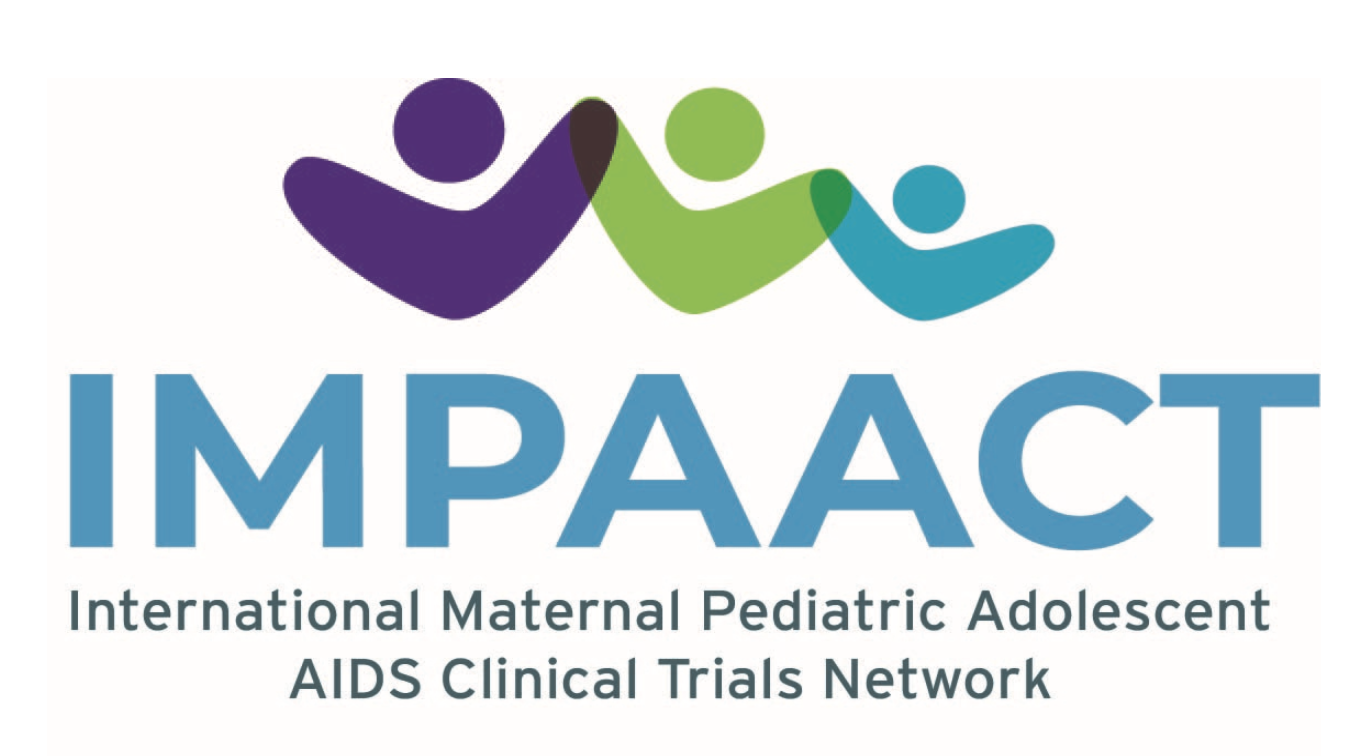 IMPAACT
International Maternal Pediatric Adolescent
AIDS Clinical Trials Network